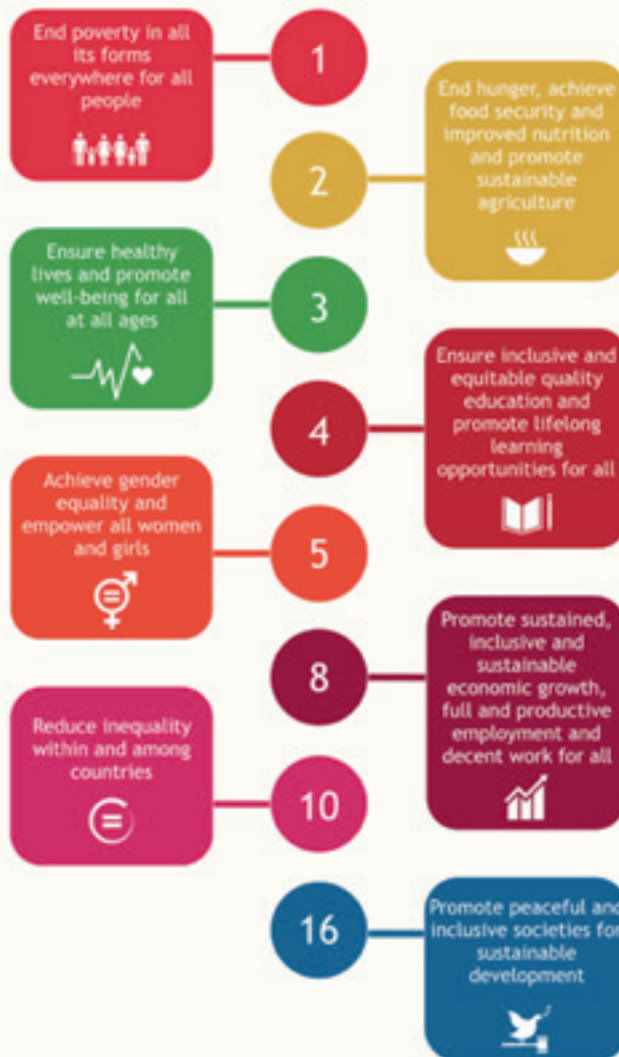 End poverty in all
its forms
everywhere for all
people
1
2
End hunger, achieve
food security and
improved nutrition
and promote
sustainable
agriculture
Ensure healthy
lives and promote
well-being for all
at all ages
3
4
Ensure inclusive and
equitable quality
education and
promote lifelong
learning
opportunities for all
Achieve gender
equality and
empower all women
and girls
5
8
Promote sustained,
inclusive and
sustainable
economic growth,
full and productive
employment and
decent work for all
Reduce inequality
within and among
countries
10
16
Promote peaceful and
inclusive societies for
sustainable
development